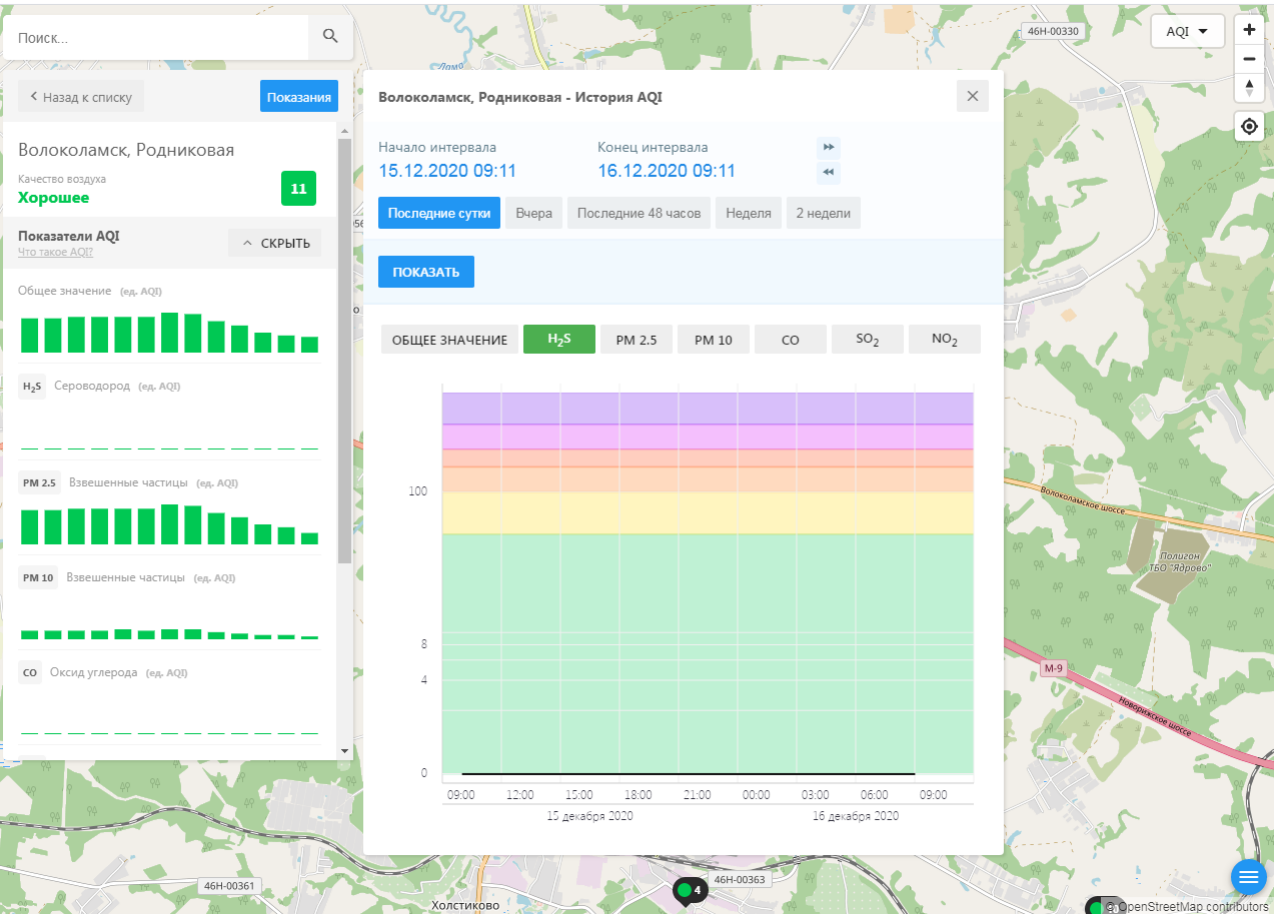 Поиск...
46Н-00330
AQI
Лама
Назад к списку
Показания
Волоколамск, Родниковая
Качество воздуха
Хорошее
11
Показатели AQI
Что такое AQI?
СКРЫТЬ
Общее значение (ед. AQI)
H2S Сероводород (ед. AQI)
PM 2.5 Взвешенные частицы (ед. AQI)
PM 10 Взвешенные частицы (ед. AQI)
CO Оксид углерода (ед. AQI)
Волоколамск, Родниковая - История AQI
Начало интервала
15.12.2020 09:11
Конец интервала
16.12.2020 09:11
Последние сутки
Вчера
Последние 48 часов
Неделя
2 недели
ПОКАЗАТЬ
ОБЩЕЕ ЗНАЧЕНИЕ
H2S
PM 2.5
PM 10
CO
SO2
NO2
100
8
4
0
09:00 12:00 15:00 18:00 21:00 00:00 03:00 06:00 09:00
15 декабря 2020
16 декабря 2020
Волоколамское шоссе
Полигон
ТБО "Ядрово"
М-9
Новорижское шоссе
46Н-00361
46Н-00363
4
Холстиково
© OpenStreetMap contributors